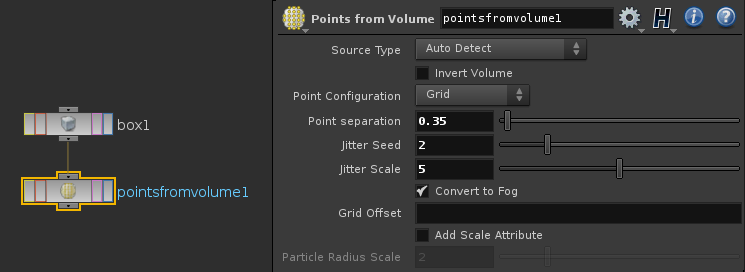 Points from Volume pointsfromvolume1
Source Type Auto Detect
Invert Volume
Point Configuration Grid
Point separation 0.35
Jitter Seed 2
Jitter Scale 5
Convert to Fog
Grid Offset
Add Scale Attribute
Particle Radius Scale 2
box1
pointsfromvolume1